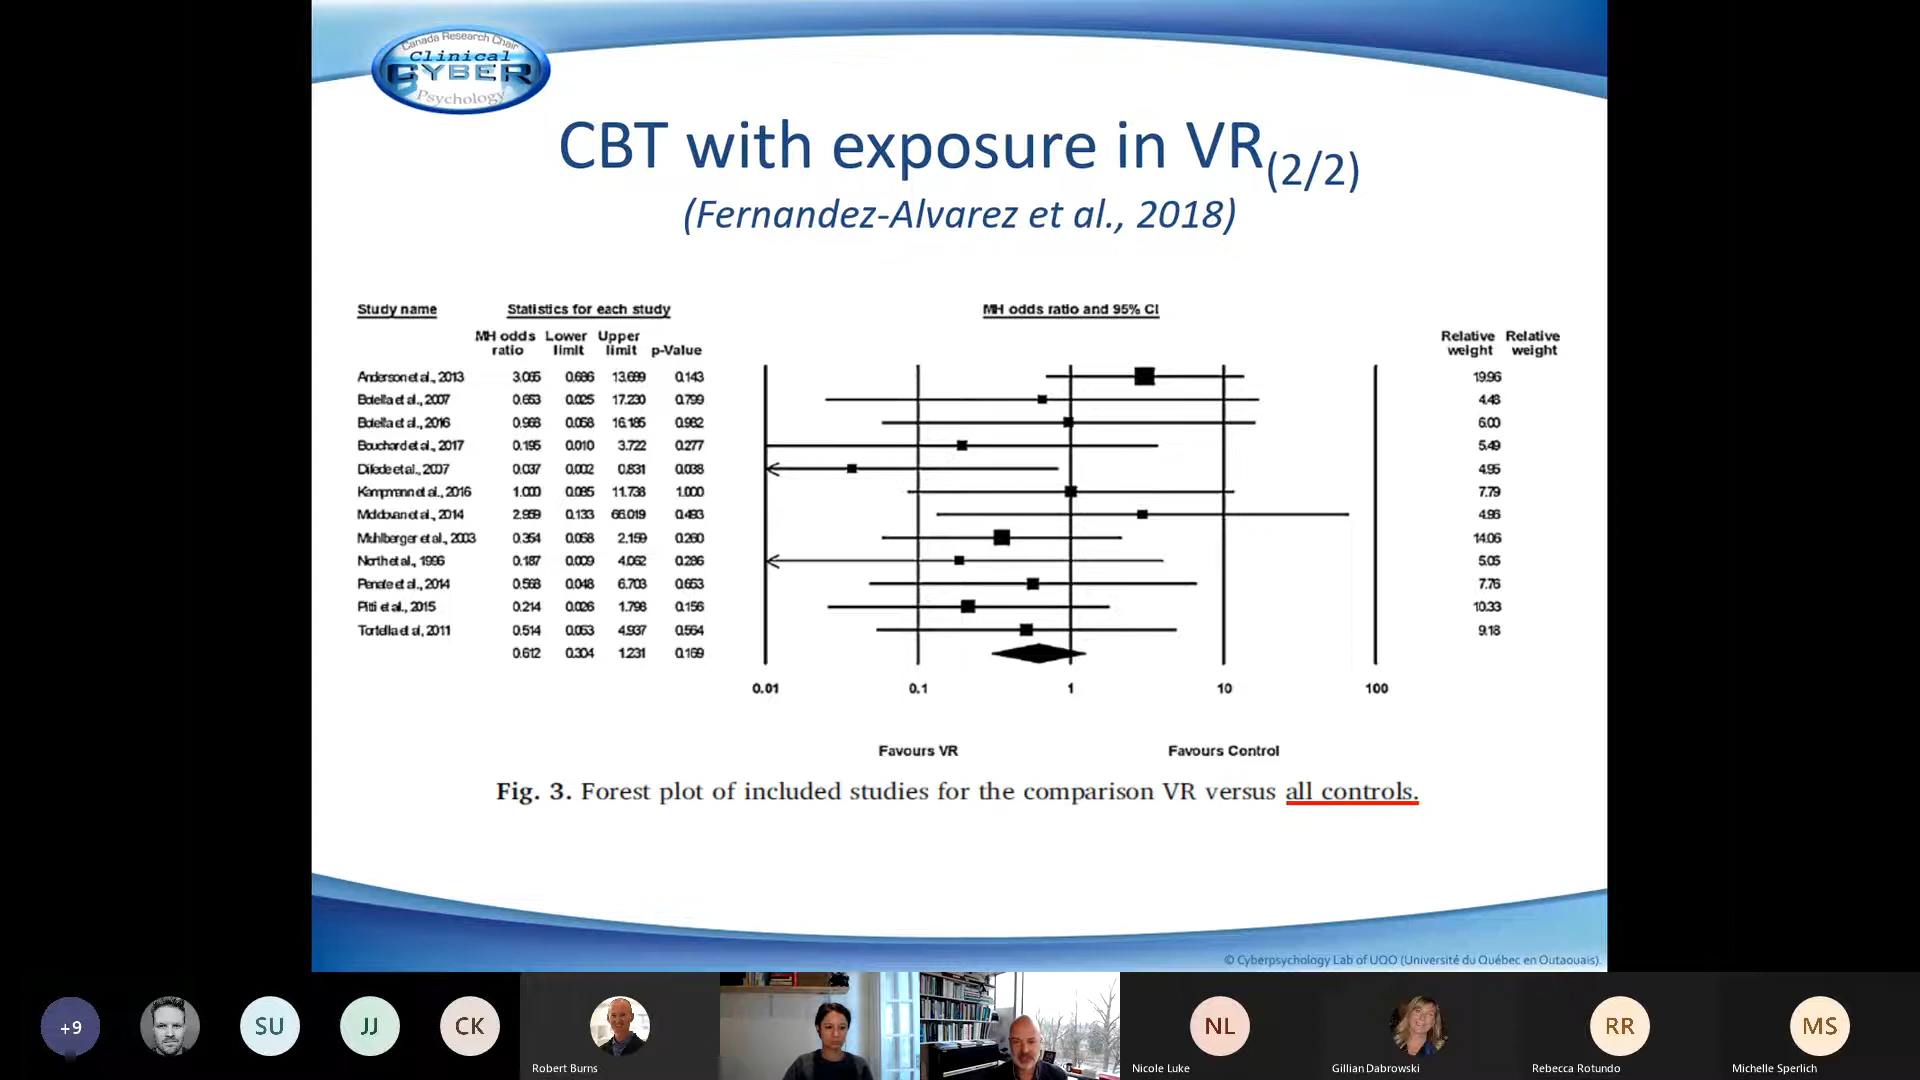 Canada Research Chair
Clinical
CYBER
Psychology
CBT with exposure in VR(2/2)
(Fernandez-Alvarez et al., 2018)
Study name Statistics for each study MH odds ratio and 95% CI
MH odds ratio Lower limit Upper limit p-Value Relative weight Relative weight
Anderson et al., 2013 3.065 0.686 13.689 0.143 19.96
Botella et al., 2007 0.653 0.025 17.230 0.799 4.48
Botella et al., 2016 0.968 0.058 16.185 0.982 6.00
Bouchard et al., 2017 0.195 0.010 3.722 0.277 5.49
Difede et al., 2007 0.037 0.002 0.831 0.038 4.95
Kampmann et al., 2016 1.000 0.085 11.738 1.000 7.79
Moldovan et al., 2014 2.959 0.133 66.019 0.493 4.96
Muhlberger et al., 2003 0.354 0.058 2.159 0.260 14.06
North et al., 1996 0.187 0.009 4.062 0.286 5.05
Penate et al., 2014 0.568 0.048 6.703 0.653 7.76
Pitti et al., 2015 0.214 0.026 1.798 0.156 10.33
Tortella et al, 2011 0.514 0.053 4.937 0.564 9.18
0.612 0.304 1.231 0.169
0.01 0.1 1 10 100
Favours VR Favours Control
Fig. 3. Forest plot of included studies for the comparison VR versus all controls.
© Cyberpsychology Lab of UQO (Université du Québec en Outaouais).
+9 SU JJ CK NL RR MS
Robert Burns Nicole Luke Gillian Dabrowski Rebecca Rotundo Michelle Sperlich